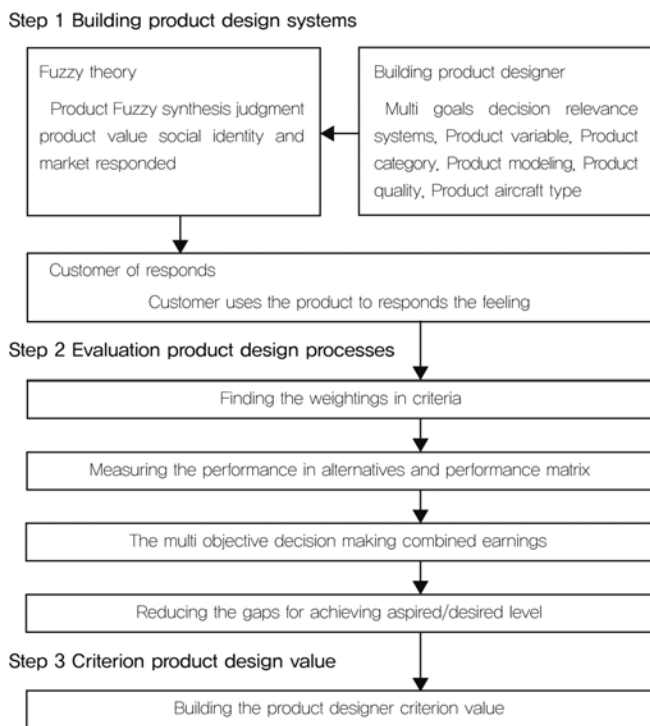 Step 1 Building product design systems
Fuzzy theory
Product Fuzzy synthesis judgment
product value social identity and
market responded
Building product designer
Multi goals decision relevance
systems, Product variable, Product
category, Product modeling, Product
quality, Product aircraft type
Customer of responds
Customer uses the product to responds the feeling
Step 2 Evaluation product design processes
Finding the weightings in criteria
Measuring the performance in alternatives and performance matrix
The multi objective decision making combined earnings
Reducing the gaps for achieving aspired/desired level
Step 3 Criterion product design value
Building the product designer criterion value